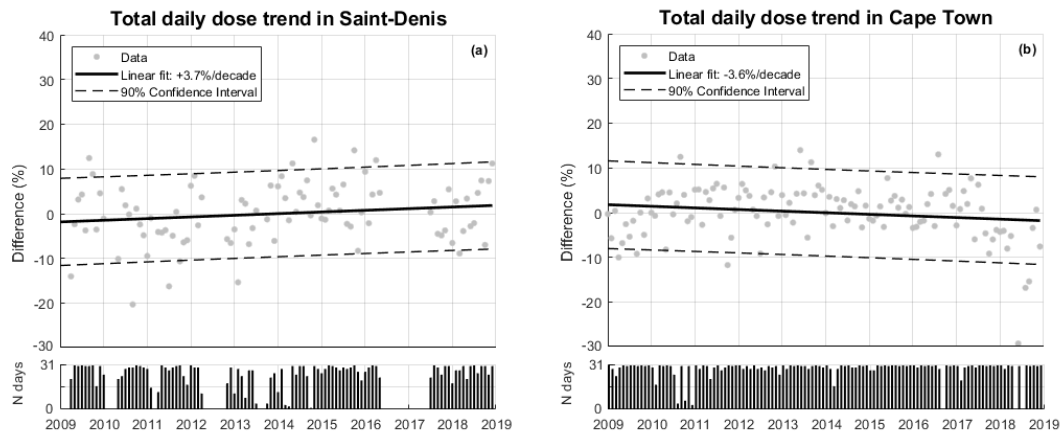 Total daily dose trend in Saint-Denis
40
(a)
Data
Linear fit: +3.7%/decade
90% Confidence Interval
30
20
10
0
-10
-20
-30
Difference (%)
31
0
N days
2009 2010 2011 2012 2013 2014 2015 2016 2017 2018 2019
Total daily dose trend in Cape Town
40
(b)
Data
Linear fit: -3.6%/decade
90% Confidence Interval
30
20
10
0
-10
-20
-30
Difference (%)
31
0
N days
2009 2010 2011 2012 2013 2014 2015 2016 2017 2018 2019